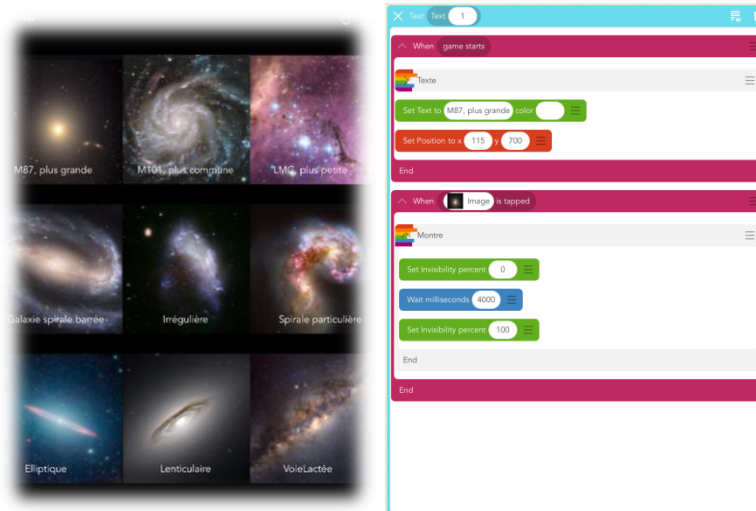 M87, plus grande
M101, plus commune
LMC, plus petite
Galaxie spirale barrée
Irrégulière
Spirale particulière
Elliptique
Lenticulaire
VoieLactée
Text Text 1
When game starts
Texte
Set Text to M87, plus grande color
Set Position to x 115 y 700
End
When Image is tapped
Montre
Set Invisibility percent 0
Wait milliseconds 4000
Set Invisibility percent 100
End
End